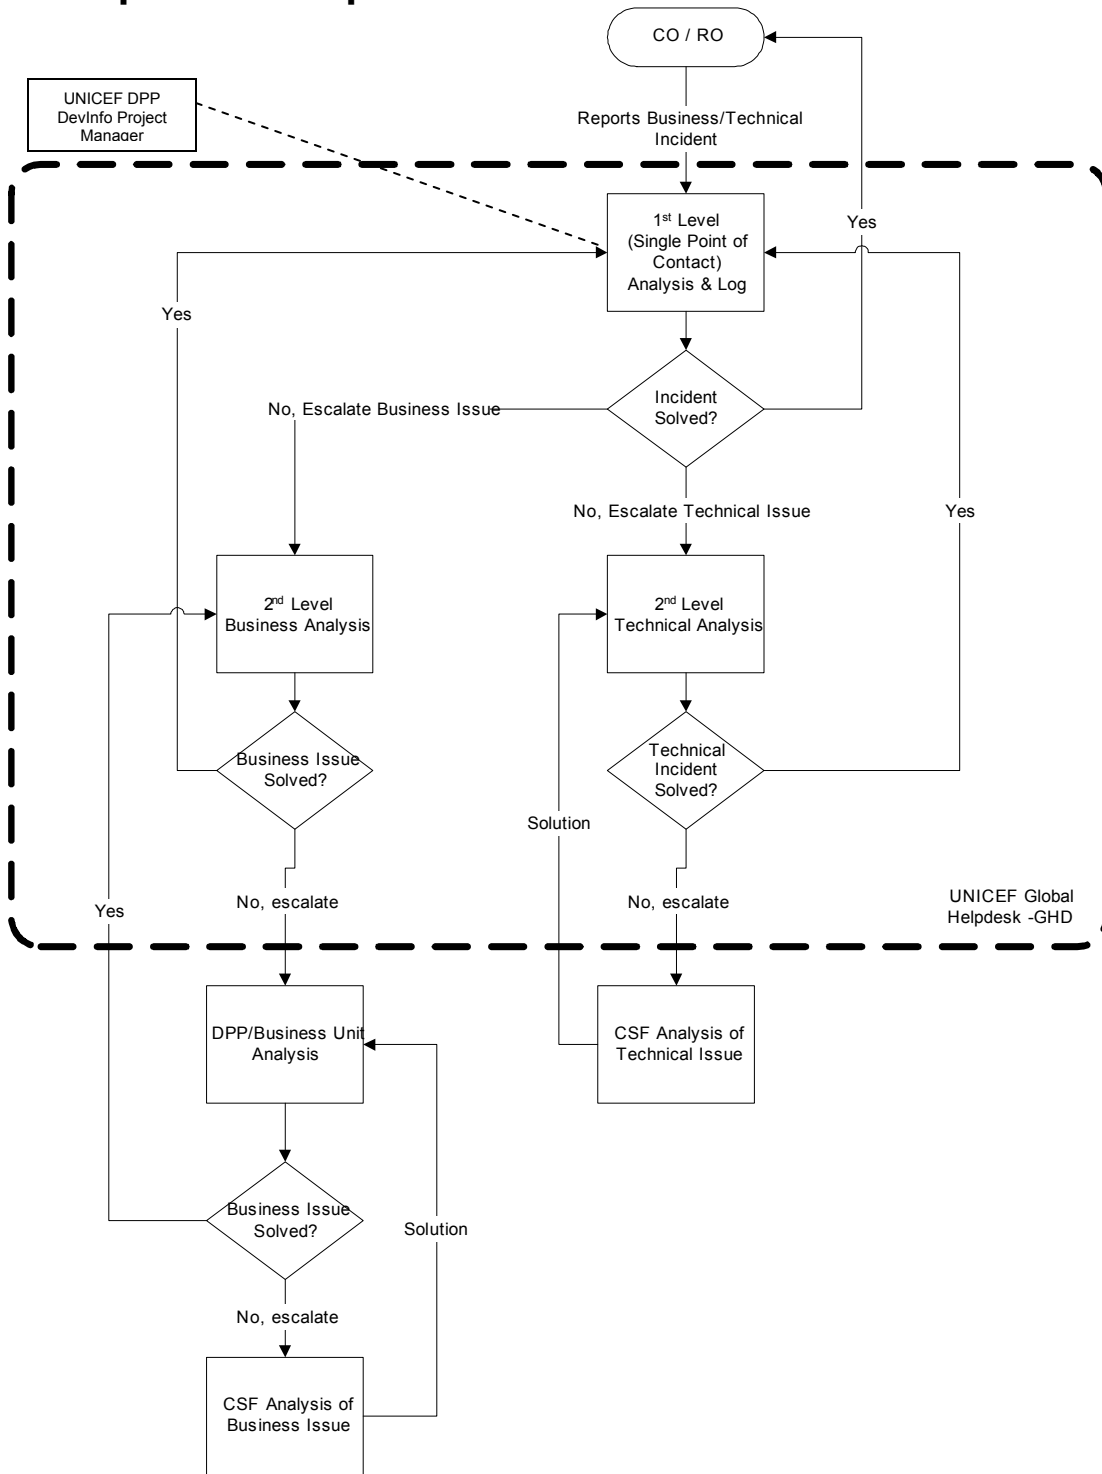 CO / RO
UNICEF DPP
DevInfo Project
Manager
Reports Business/Technical
Incident
1st Level
(Single Point of
Contact)
Analysis & Log
Yes
Yes
Incident
Solved?
No, Escalate Business Issue
No, Escalate Technical Issue
Yes
2nd Level
Business Analysis
2nd Level
Technical Analysis
Business Issue
Solved?
Technical
Incident
Solved?
Solution
No, escalate
No, escalate
Yes
UNICEF Global
Helpdesk -GHD
DPP/Business Unit
Analysis
CSF Analysis of
Technical Issue
Business Issue
Solved?
Solution
No, escalate
CSF Analysis of
Business Issue